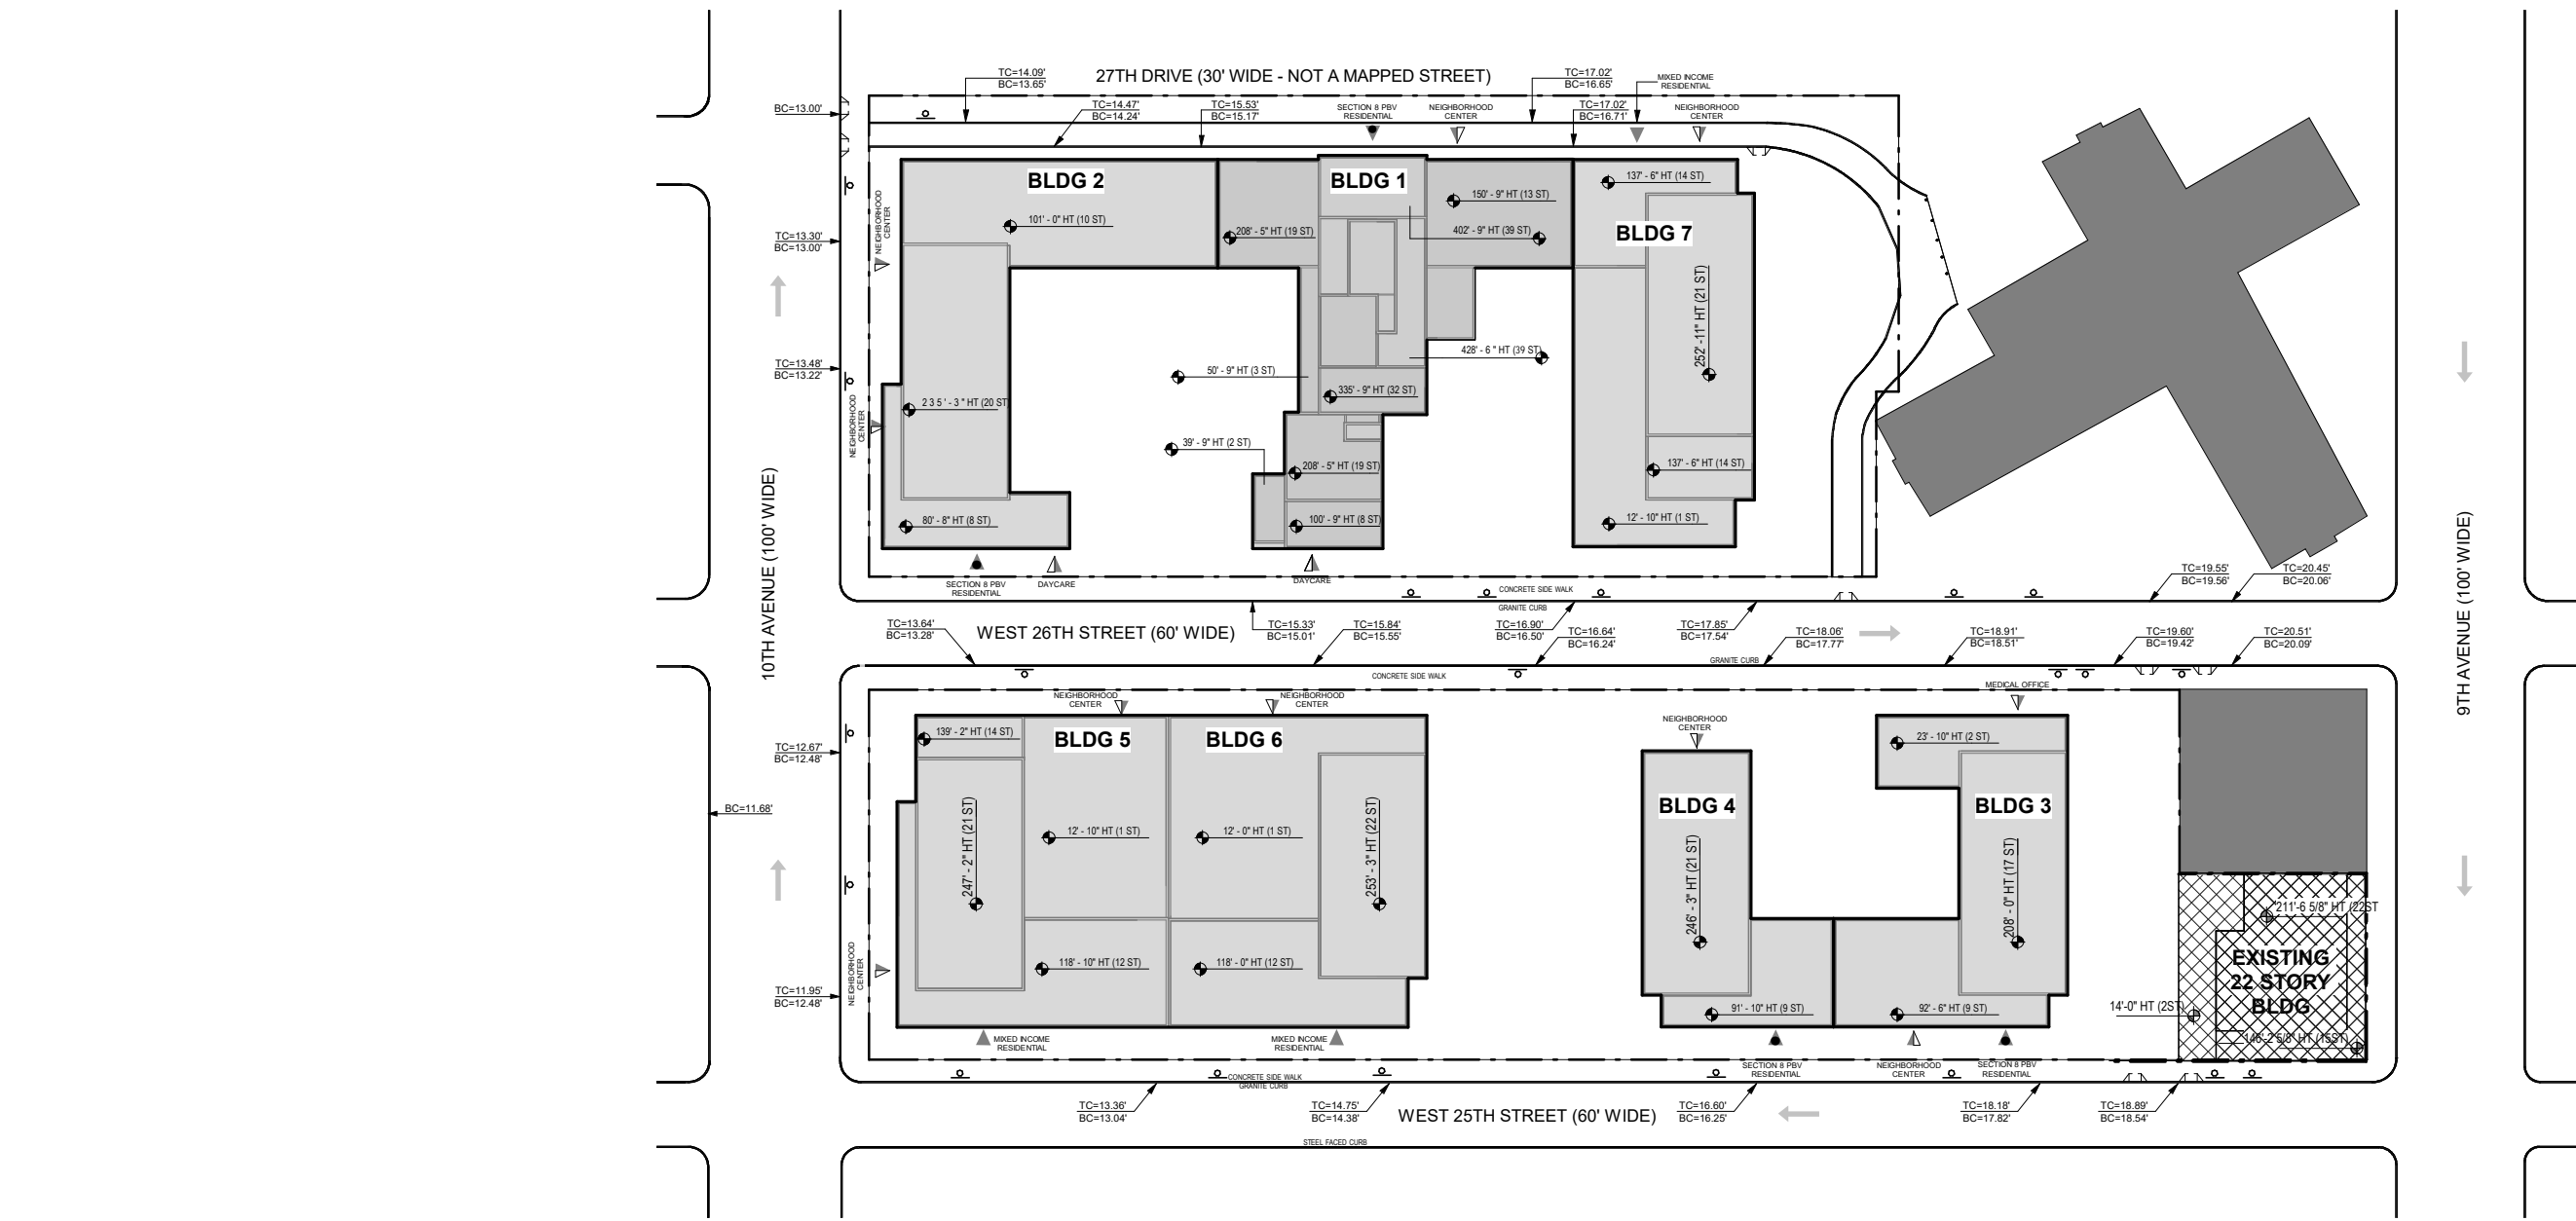 27TH DRIVE (30' WIDE - NOT A MAPPED STREET)
TC=14.09'
BC=13.65'
TC=17.02'
BC=16.65'
MIXED INCOME
RESIDENTIAL
BC=13.00'
TC=14.47'
BC=14.24'
TC=15.53'
BC=15.17'
SECTION 8 PBV
RESIDENTIAL
NEIGHBORHOOD
CENTER
TC=17.02'
BC=16.71'
NEIGHBORHOOD
CENTER
BLDG 2
BLDG 1
137' - 6" HT (14 ST)
150' - 9" HT (13 ST)
NEIGHBORHOOD
CENTER
101' - 0" HT (10 ST)
208' - 5" HT (19 ST)
402' - 9" HT (39 ST)
BLDG 7
TC=13.30'
BC=13.00'
252' -11" HT (21 ST)
428' - 6 " HT (39 ST)
TC=13.48'
BC=13.22'
50' - 9" HT (3 ST)
335' - 9" HT (32 ST)
2 3 5 ' - 3 " HT (20 ST
NEIGHBORHOOD
CENTER
39' - 9" HT (2 ST)
208' - 5" HT (19 ST)
137' - 6" HT (14 ST)
80' - 8" HT (8 ST)
100' - 9" HT (8 ST)
12' - 10" HT (1 ST)
10TH AVENUE (100' WIDE)
9TH AVENUE (100' WIDE)
SECTION 8 PBV
RESIDENTIAL
DAYCARE
DAYCARE
CONCRETE SIDE WALK
GRANITE CURB
TC=19.55'
BC=19.56'
TC=20.45'
BC=20.06'
TC=13.64'
BC=13.28'
WEST 26TH STREET (60' WIDE)
TC=15.33'
BC=15.01'
TC=15.84'
BC=15.55'
TC=16.90'
BC=16.50'
TC=16.64'
BC=16.24'
TC=17.85'
BC=17.54'
TC=18.06'
BC=17.77'
TC=18.91'
BC=18.51'
TC=19.60'
BC=19.42'
TC=20.51'
BC=20.09'
GRANITE CURB
CONCRETE SIDE WALK
NEIGHBORHOOD
CENTER
NEIGHBORHOOD
CENTER
MEDICAL OFFICE
NEIGHBORHOOD
CENTER
139' - 2" HT (14 ST)
BLDG 5
BLDG 6
23' - 10" HT (2 ST)
TC=12.67'
BC=12.48'
BC=11.68'
BLDG 4
BLDG 3
247' - 2" HT (21 ST)
12' - 10" HT (1 ST)
12' - 0" HT (1 ST)
253' - 3" HT (22 ST)
246' - 3" HT (21 ST)
208' - 0" HT (17 ST)
211'-6 5/8" HT (22ST
NEIGHBORHOOD
CENTER
118' - 10" HT (12 ST)
118' - 0" HT (12 ST)
EXISTING
22 STORY
BLDG
TC=11.95'
BC=12.48'
91' - 10" HT (9 ST)
92' - 6" HT (9 ST)
14'-0" HT (2ST)
146'-2 5/8" HT (15ST)
MIXED INCOME
RESIDENTIAL
MIXED INCOME
RESIDENTIAL
SECTION 8 PBV
RESIDENTIAL
NEIGHBORHOOD
CENTER
SECTION 8 PBV
RESIDENTIAL
CONCRETE SIDE WALK
GRANITE CURB
TC=13.36'
BC=13.04'
TC=14.75'
BC=14.38'
WEST 25TH STREET (60' WIDE)
TC=16.60'
BC=16.25'
TC=18.18'
BC=17.82'
TC=18.89'
BC=18.54'
STEEL FACED CURB